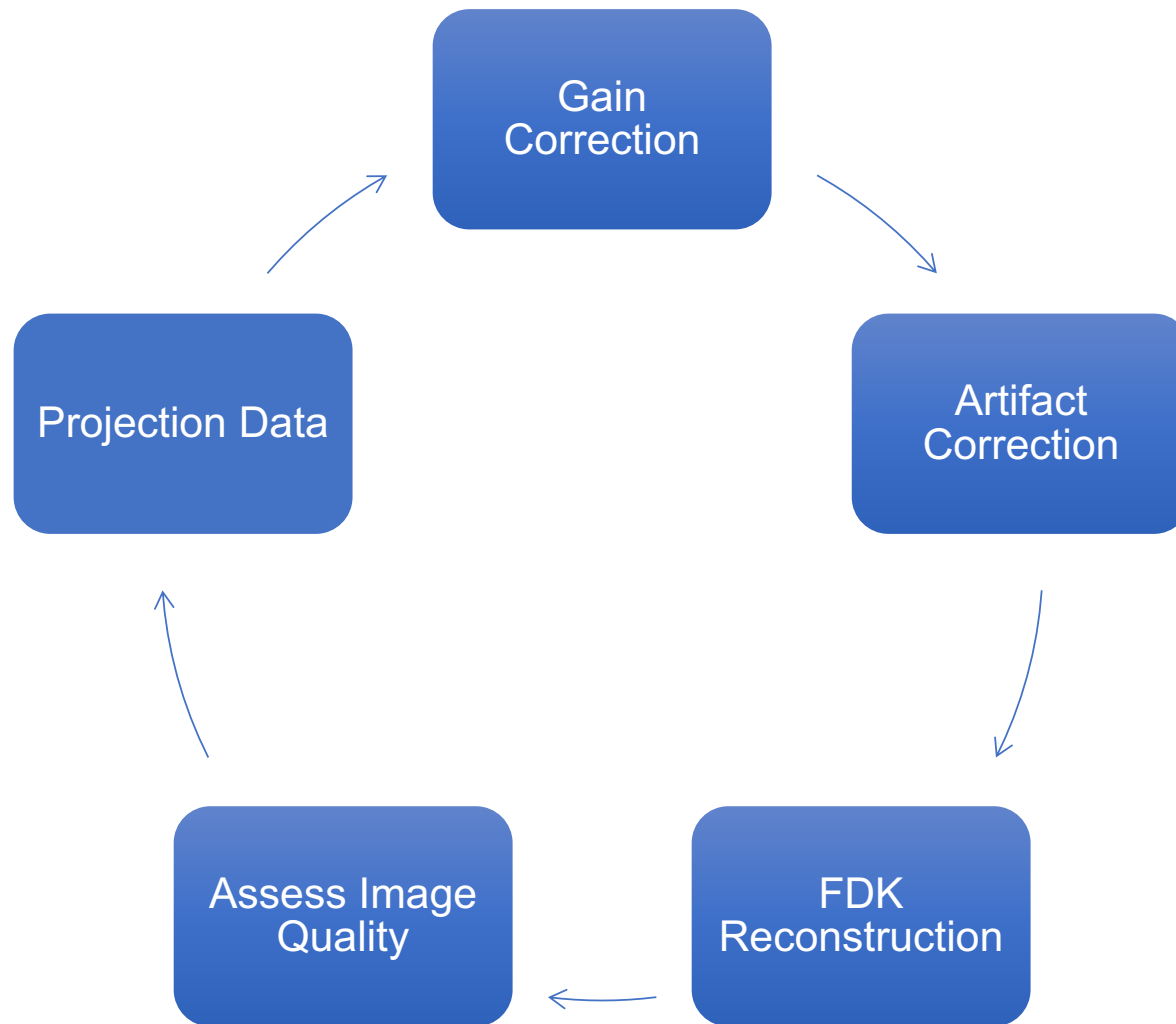 Gain
Correction
Projection Data
Artifact
Correction
Assess Image
Quality
FDK
Reconstruction